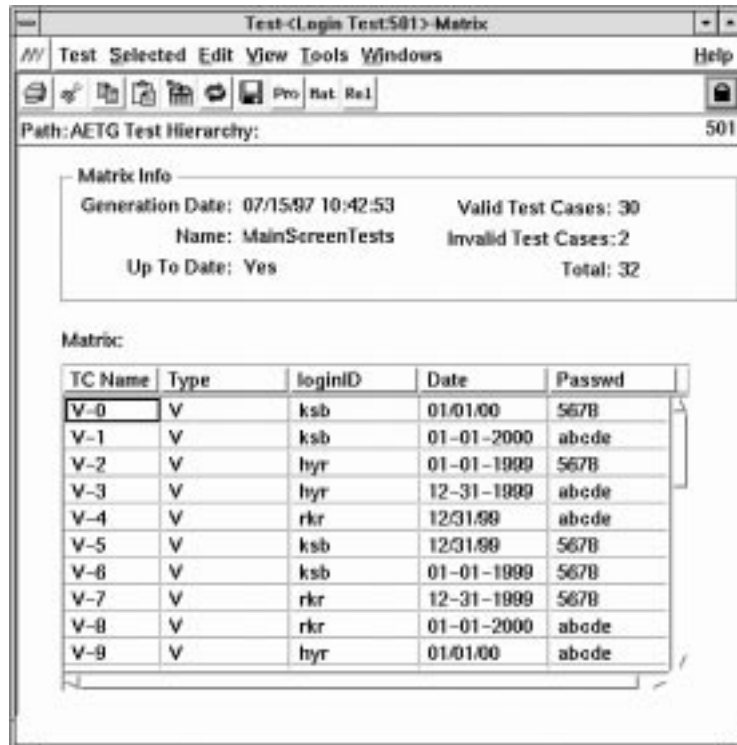 Test-<Login Test:501>-Matrix
Test Selected Edit View Tools Windows Help
Pro Mat Rel
Path: AETG Test Hierarchy: 501
Matrix Info
Generation Date: 07/15/97 10:42:53 Valid Test Cases: 30
Name: MainScreenTests Invalid Test Cases: 2
Up To Date: Yes Total: 32
Matrix:
TC Name Type loginID Date Passwd
V-0 V ksb 01/01/00 5678
V-1 V ksb 01-01-2000 abcde
V-2 V hyr 01-01-1999 5678
V-3 V hyr 12-31-1999 abcde
V-4 V rkr 12/31/99 abcde
V-5 V ksb 12/31/99 5678
V-6 V ksb 01-01-1999 5678
V-7 V rkr 12-31-1999 5678
V-8 V rkr 01-01-2000 abcde
V-9 V hyr 01/01/00 abcde